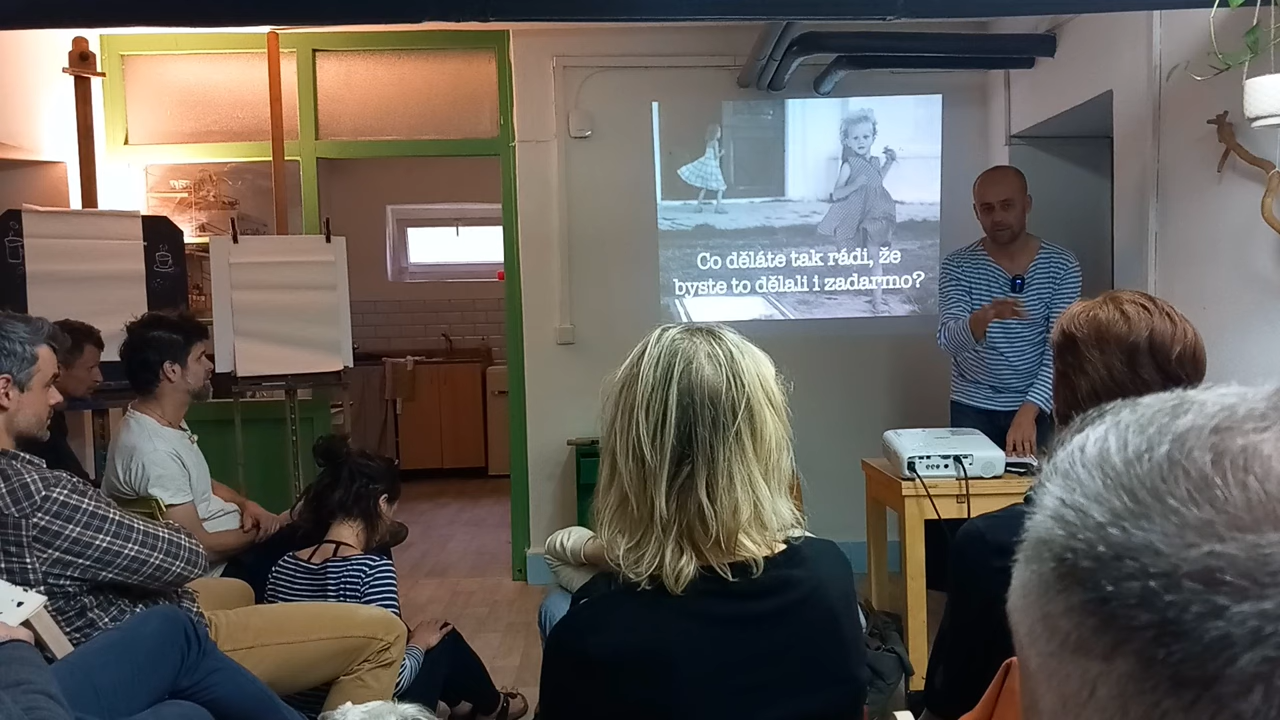 Co děláte tak rádi, že
byste to dělali i zadarmo?